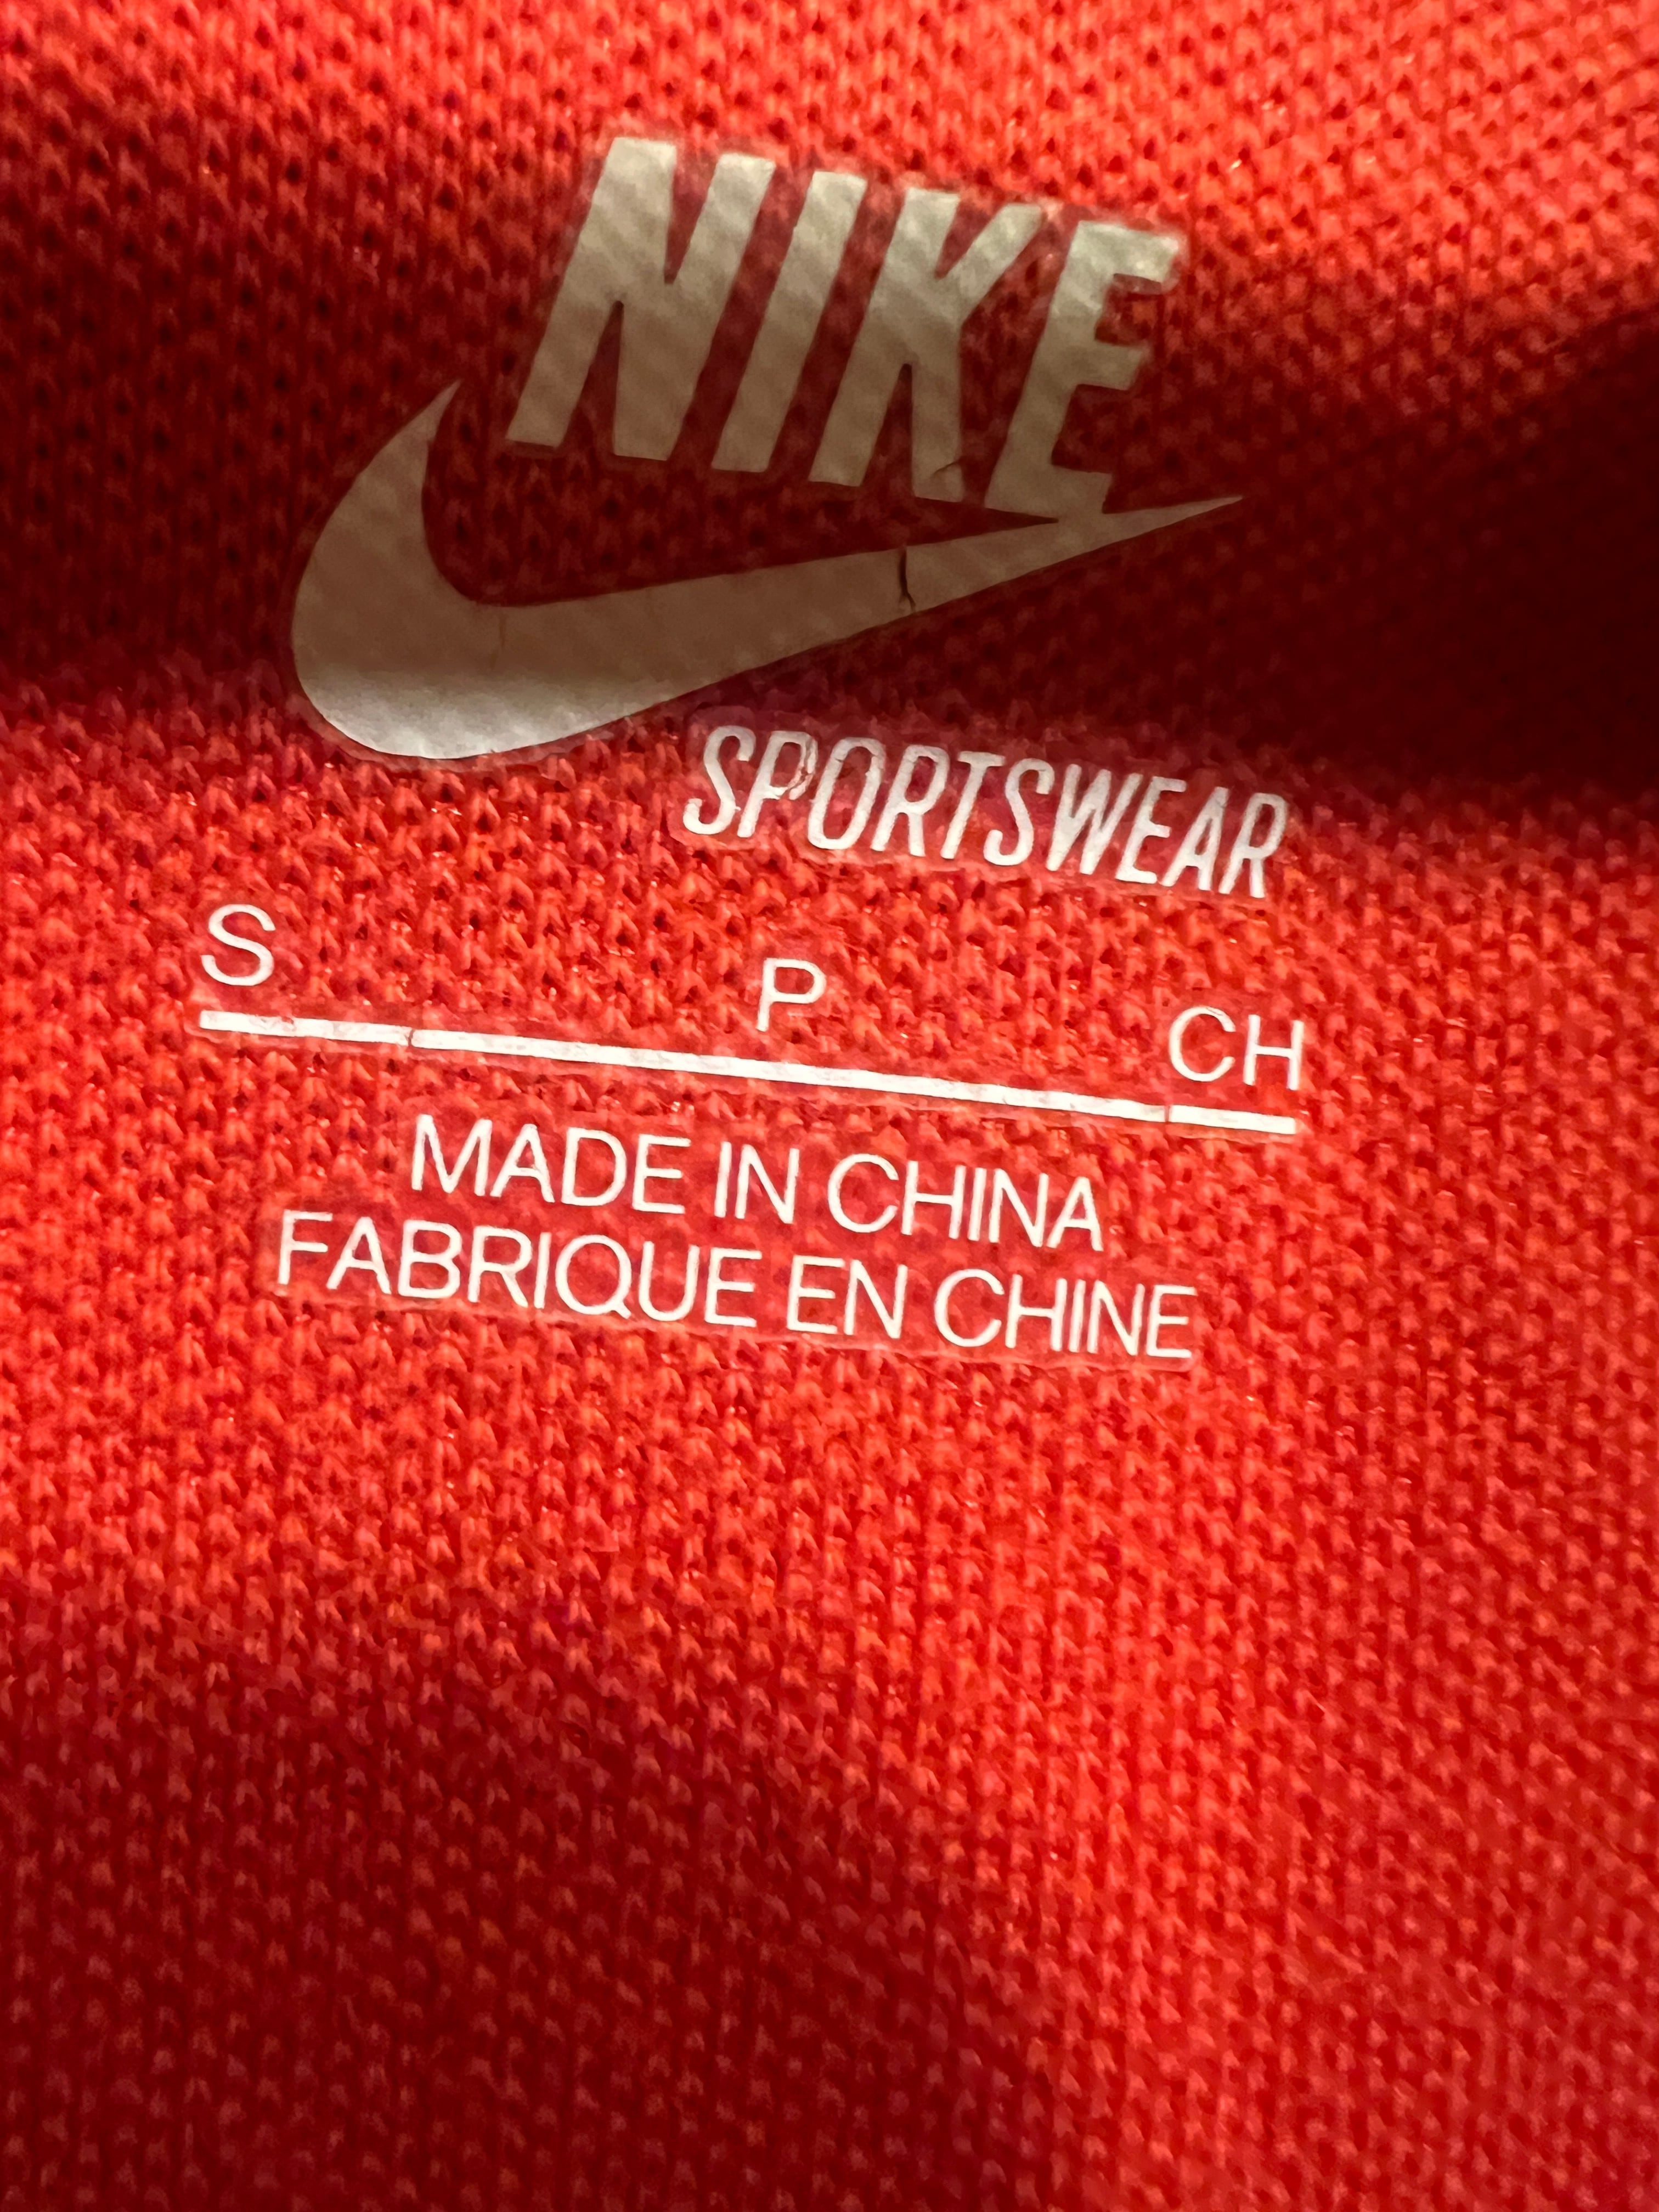 NIKE
SPORTSWEAR
S P CH
MADE IN CHINA
FABRIQUE EN CHINE